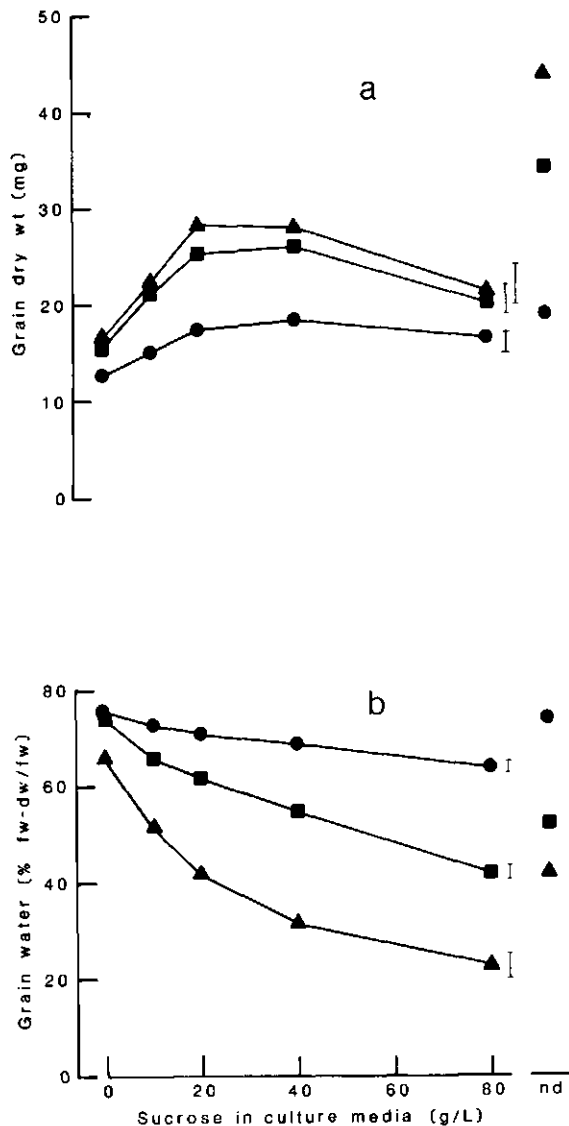 50
40
30
20
10
0
Grain dry wt (mg)
a
80
60
40
20
0
Grain water (% fw-dw/fw)
b
0 20 40 60 80 nd
Sucrose in culture media (g/L)